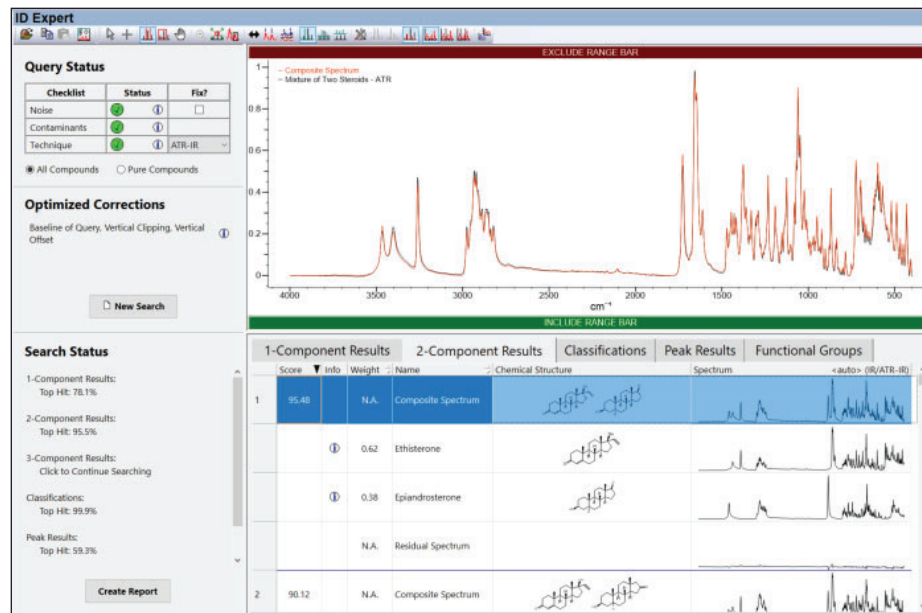 ID Expert
Query Status
Checklist Status Fix?
Noise
Contaminants
Technique ATR-IR
All Compounds Pure Compounds
Optimized Corrections
Baseline of Query, Vertical Clipping, Vertical
Offset
New Search
EXCLUDE RANGE BAR
Composite Spectrum
Mixture of Two Steroids - ATR
1
0.8
0.6
0.4
0.2
0
4000 3500 3000 2500 2000 1500 1000 500
cm⁻¹
INCLUDE RANGE BAR
Search Status
1-Component Results:
Top Hit: 78.1%
2-Component Results:
Top Hit: 95.5%
3-Component Results:
Click to Continue Searching
Classifications:
Top Hit: 99.9%
Peak Results:
Top Hit: 59.3%
Create Report
1-Component Results 2-Component Results Classifications Peak Results Functional Groups
Score Info Weight Name Chemical Structure Spectrum <auto> (IR/ATR-IR)
1 95.48 N.A. Composite Spectrum
0.62 Ethisterone
0.38 Epiandrosterone
N.A. Residual Spectrum
2 90.12 N.A. Composite Spectrum